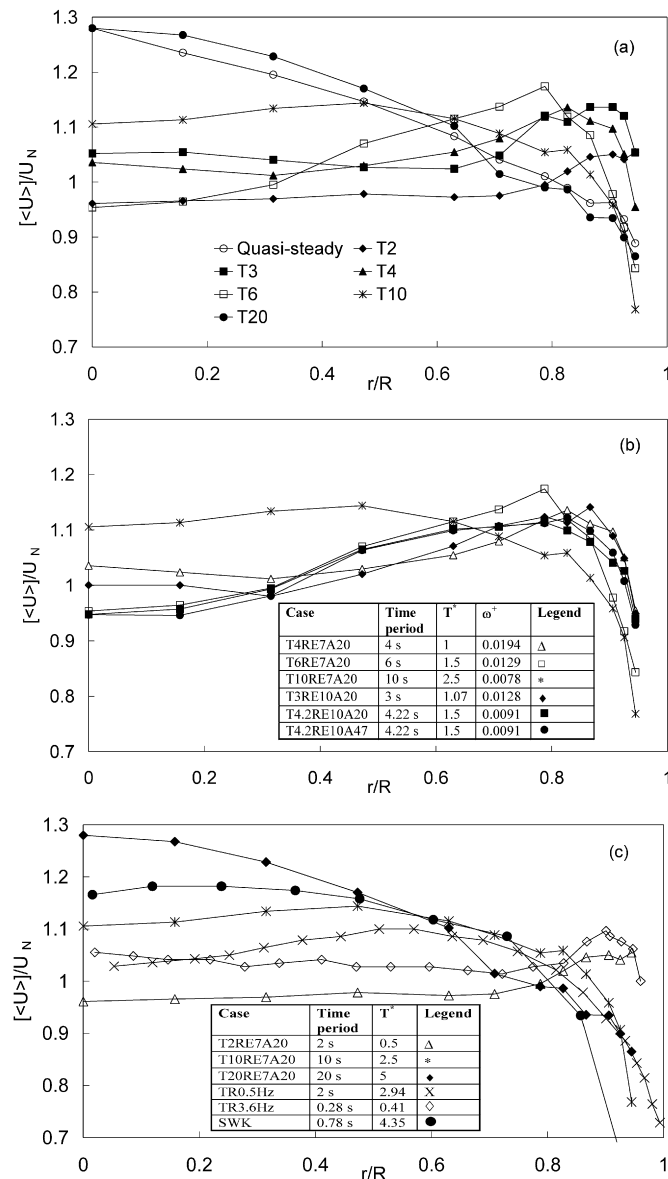 (a)
1.3
1.2
1.1
1
0.9
0.8
0.7
[<U>]/U N
Quasi-steady T2
T3 T4
T6 T10
T20
0 0.2 0.4 0.6 0.8 1
r/R
(b)
1.3
1.2
1.1
1
0.9
0.8
0.7
[<U>]/U N
Case Time period T* ω+ Legend
T4RE7A20 4 s 1 0.0194
T6RE7A20 6 s 1.5 0.0129
T10RE7A20 10 s 2.5 0.0078
T3RE10A20 3 s 1.07 0.0128
T4.2RE10A20 4.22 s 1.5 0.0091
T4.2RE10A47 4.22 s 1.5 0.0091
0 0.2 0.4 0.6 0.8 1
r/R
(c)
1.3
1.2
1.1
1
0.9
0.8
0.7
[<U>]/U N
Case Time period T* Legend
T2RE7A20 2 s 0.5
T10RE7A20 10 s 2.5
T20RE7A20 20 s 5
TR0.5Hz 2 s 2.94
TR3.6Hz 0.28 s 0.41
SWK 0.78 s 4.35
0 0.2 0.4 0.6 0.8 1
r/R